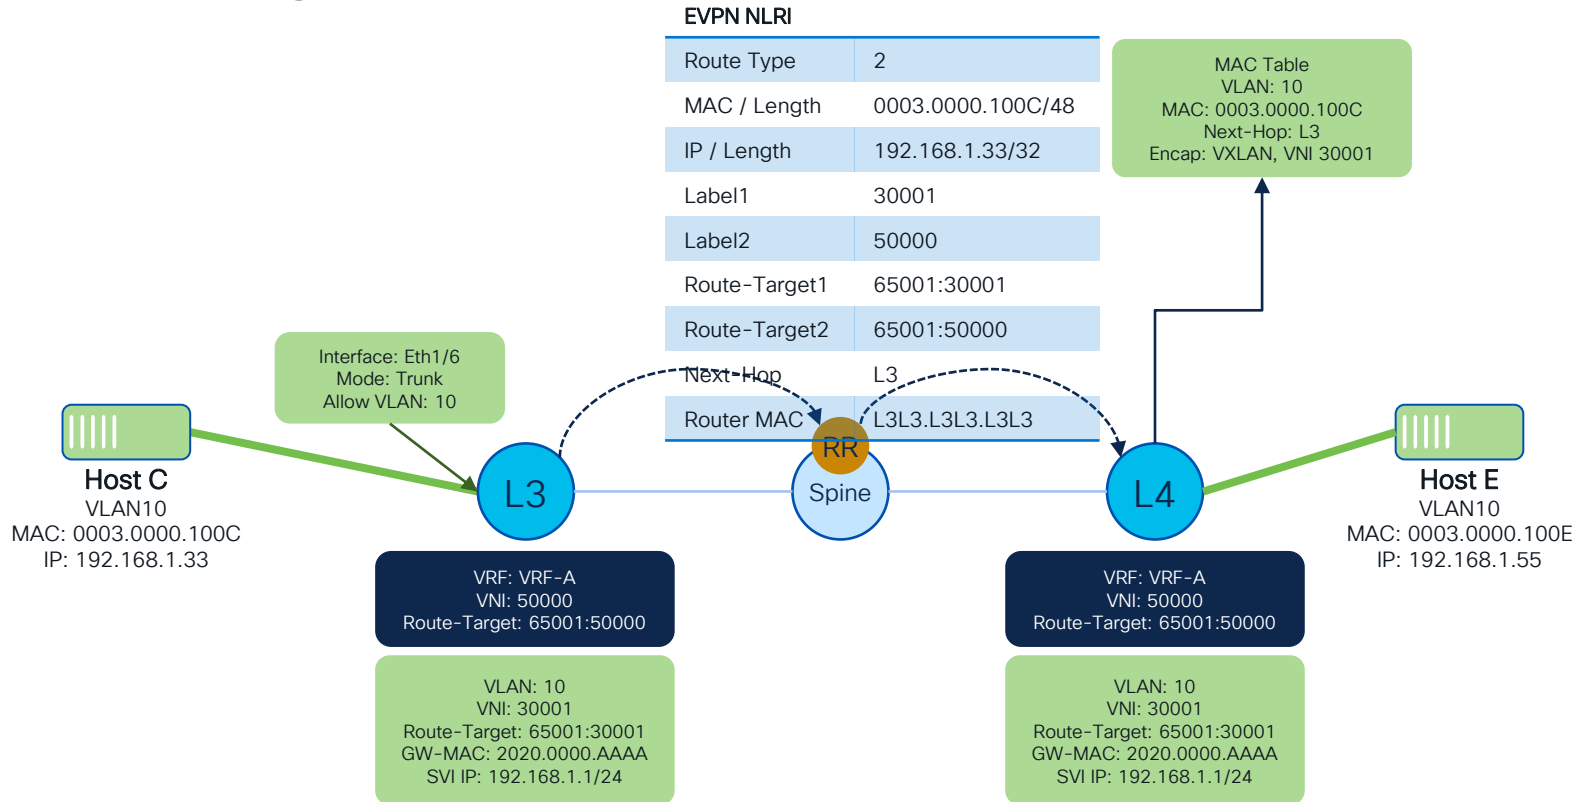 EVPN NLRI
Route Type 2
MAC / Length 0003.0000.100C/48
IP / Length 192.168.1.33/32
Label1 30001
Label2 50000
Route-Target1 65001:30001
Route-Target2 65001:50000
Next-Hop L3
Router MAC L3L3.L3L3.L3L3
MAC Table
VLAN: 10
MAC: 0003.0000.100C
Next-Hop: L3
Encap: VXLAN, VNI 30001
Interface: Eth1/6
Mode: Trunk
Allow VLAN: 10
Host C
VLAN10
MAC: 0003.0000.100C
IP: 192.168.1.33
L3
RR
Spine
L4
Host E
VLAN10
MAC: 0003.0000.100E
IP: 192.168.1.55
VRF: VRF-A
VNI: 50000
Route-Target: 65001:50000
VLAN: 10
VNI: 30001
Route-Target: 65001:30001
GW-MAC: 2020.0000.AAAA
SVI IP: 192.168.1.1/24
VRF: VRF-A
VNI: 50000
Route-Target: 65001:50000
VLAN: 10
VNI: 30001
Route-Target: 65001:30001
GW-MAC: 2020.0000.AAAA
SVI IP: 192.168.1.1/24